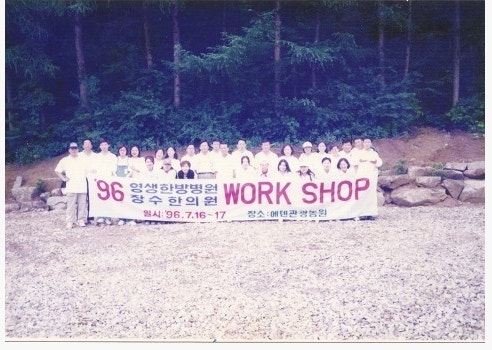 '96 영생한방병원 WORK SHOP
장수한의원
일시:'96.7.16~17 장소:에덴관광농원